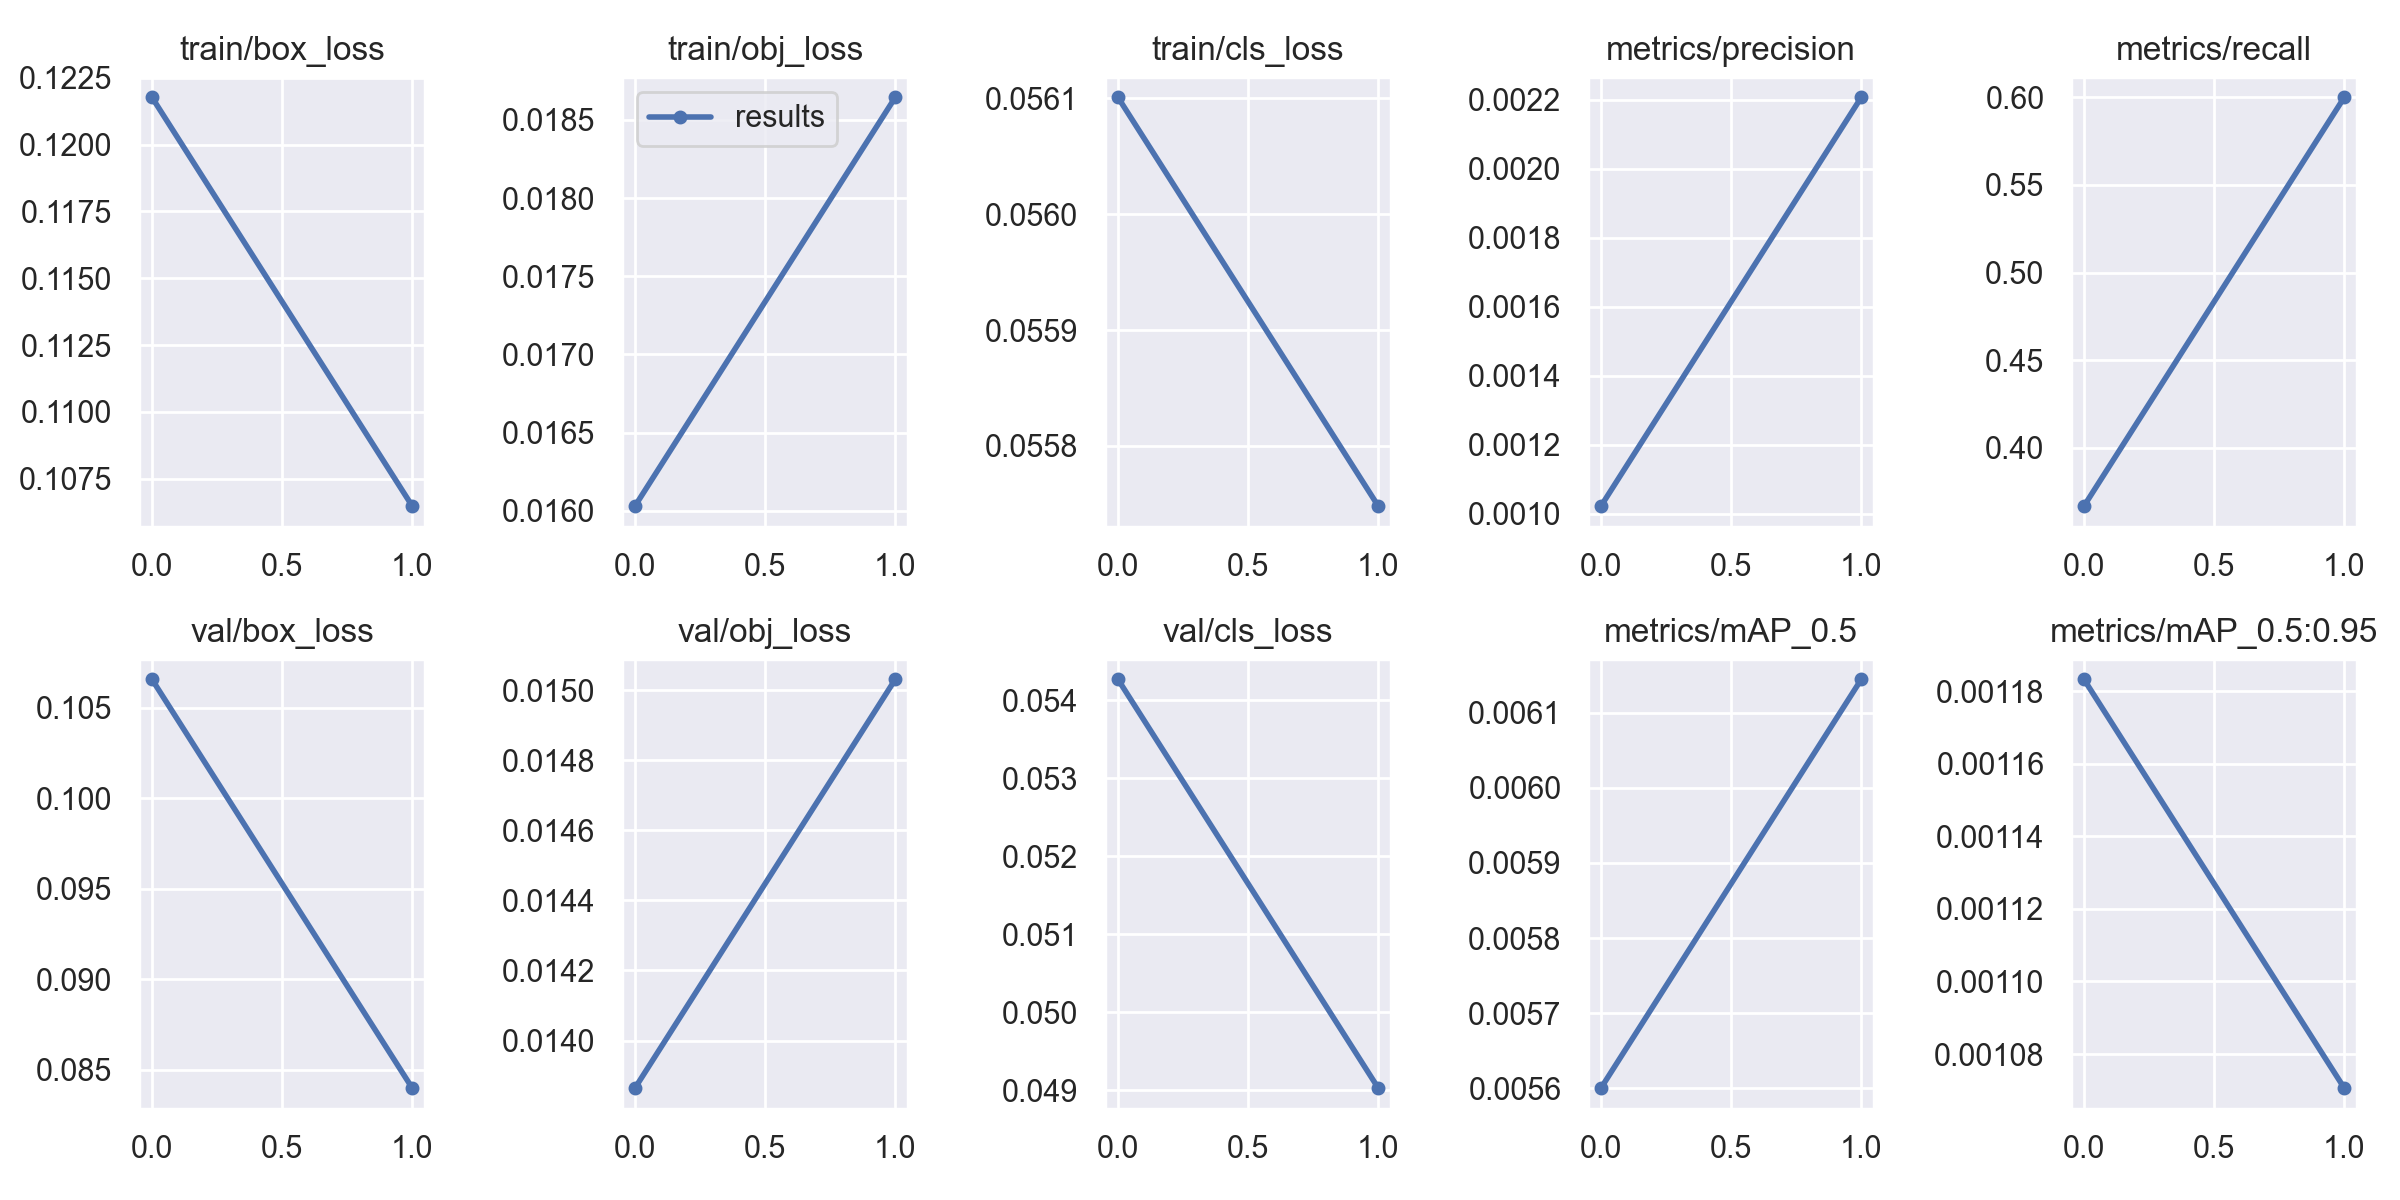 train/box_loss
0.1225
0.1200
0.1175
0.1150
0.1125
0.1100
0.1075
0.0 0.5 1.0
train/obj_loss
results
0.0185
0.0180
0.0175
0.0170
0.0165
0.0160
0.0 0.5 1.0
train/cls_loss
0.0561
0.0560
0.0559
0.0558
0.0 0.5 1.0
metrics/precision
0.0022
0.0020
0.0018
0.0016
0.0014
0.0012
0.0010
0.0 0.5 1.0
metrics/recall
0.60
0.55
0.50
0.45
0.40
0.0 0.5 1.0
val/box_loss
0.105
0.100
0.095
0.090
0.085
0.0 0.5 1.0
val/obj_loss
0.0150
0.0148
0.0146
0.0144
0.0142
0.0140
0.0 0.5 1.0
val/cls_loss
0.054
0.053
0.052
0.051
0.050
0.049
0.0 0.5 1.0
metrics/mAP_0.5
0.0061
0.0060
0.0059
0.0058
0.0057
0.0056
0.0 0.5 1.0
metrics/mAP_0.5:0.95
0.00118
0.00116
0.00114
0.00112
0.00110
0.00108
0.0 0.5 1.0